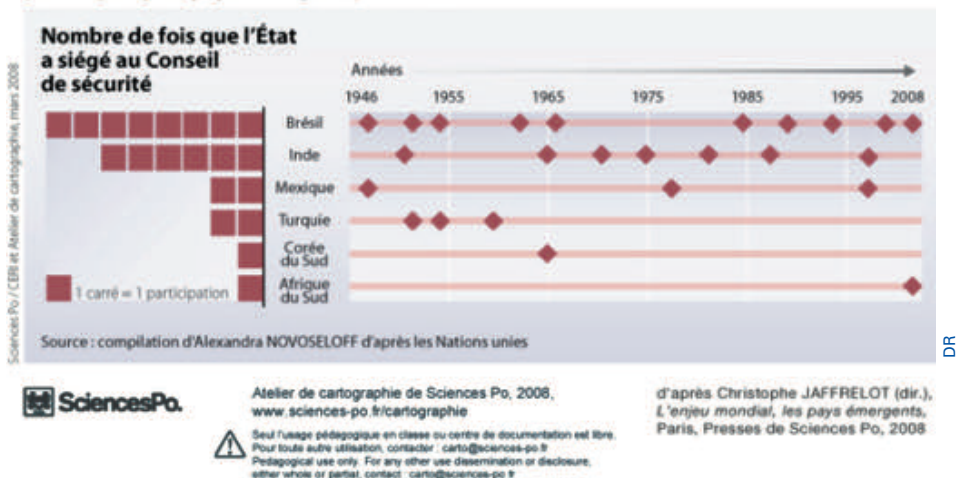 Nombre de fois que l'État
a siégé au Conseil
de sécurité
Années
1946 1955 1965 1975 1985 1995 2008
Brésil
Inde
Mexique
Turquie
Corée
du Sud
Afrique
du Sud
1 carré = 1 participation
Source : compilation d'Alexandra NOVOSELOFF d'après les Nations unies
Sciences Po / CERI et Atelier de cartographie, mars 2008
DR
SciencesPo.
Atelier de cartographie de Sciences Po, 2008,
www.sciences-po.fr/cartographie
Seul l'usage pédagogique en classe ou centre de documentation est libre.
Pour toute autre utilisation, contacter : carto@sciences-po.fr
Pedagogical use only. For any other use dissemination or disclosure,
either whole or partial, contact : carto@sciences-po.fr
d'après Christophe JAFFRELOT (dir.),
L'enjeu mondial, les pays émergents,
Paris, Presses de Sciences Po, 2008